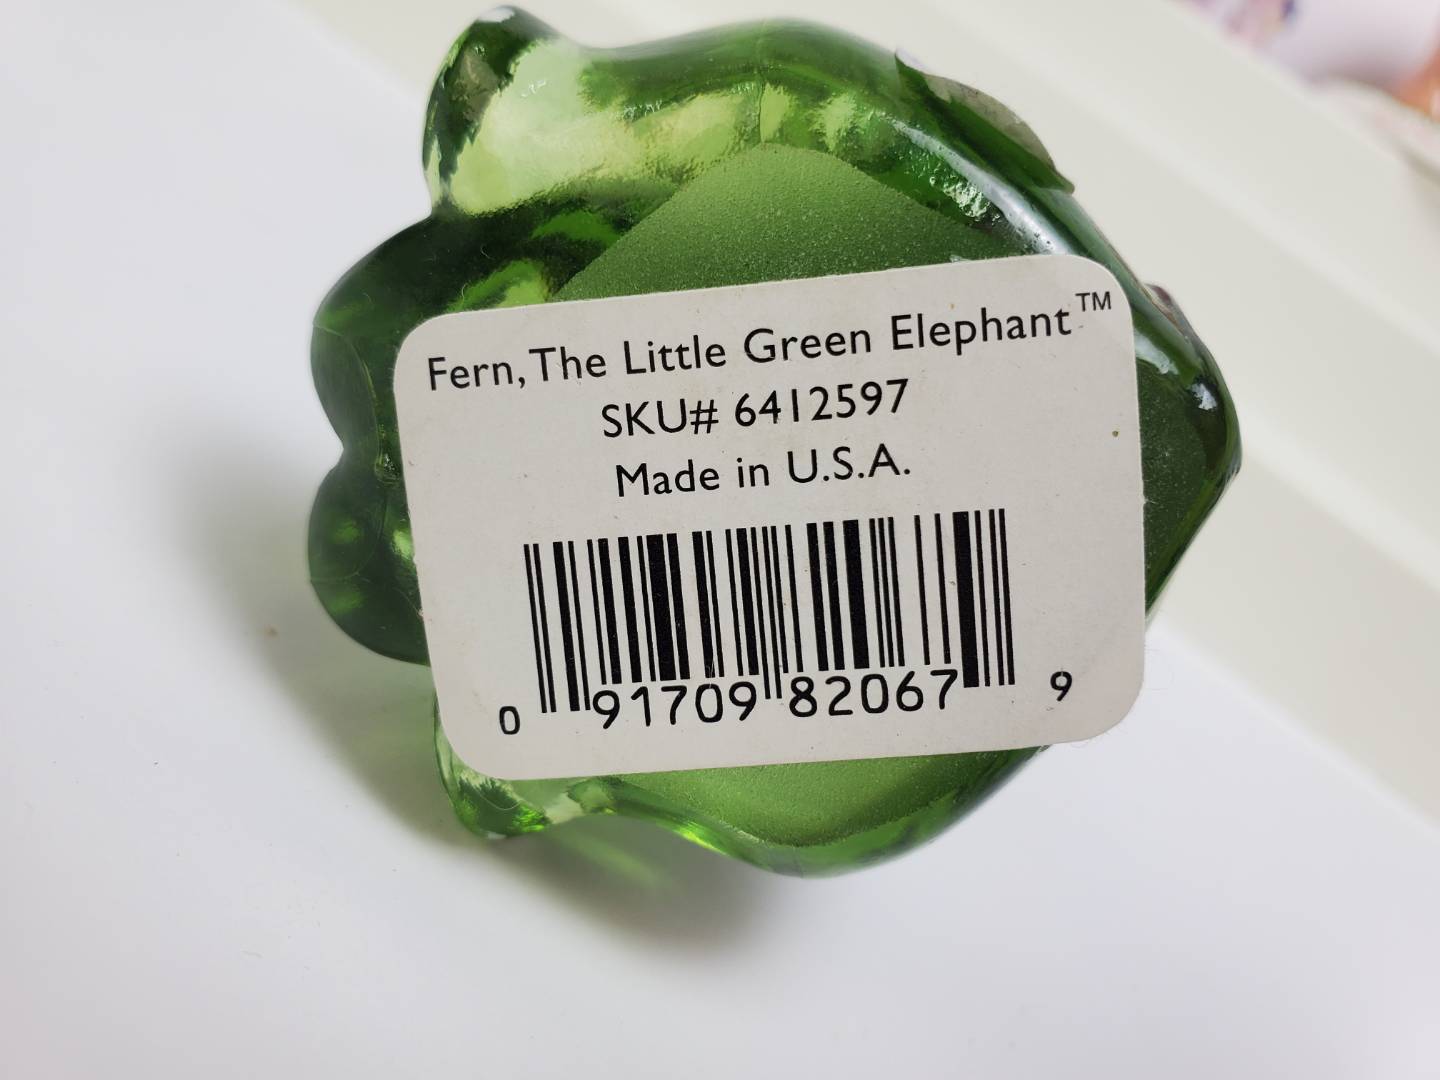 Fern, The Little Green Elephant™
SKU# 6412597
Made in U.S.A.
0 91709 82067 9